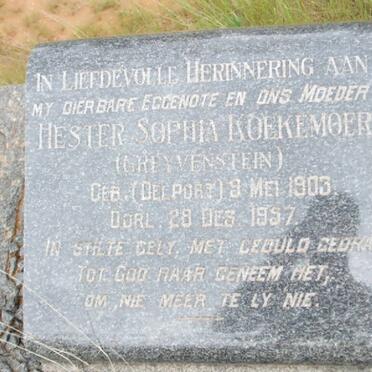 IN LIEFDEVOLLE HERINNERING AAN
MY DIERBARE EGGENOTE EN ONS MOEDER
HESTER SOPHIA KOEKEMOER
(GREYVENSTEIN)
GEB. (DELPORT) 8 MEI 1903.
OORL. 28 DES. 1957.
IN STILTE GELY, MET GEDULD GEDRA
TOT GOD HAAR GENEEM HET,
OM NIE MEER TE LY NIE.